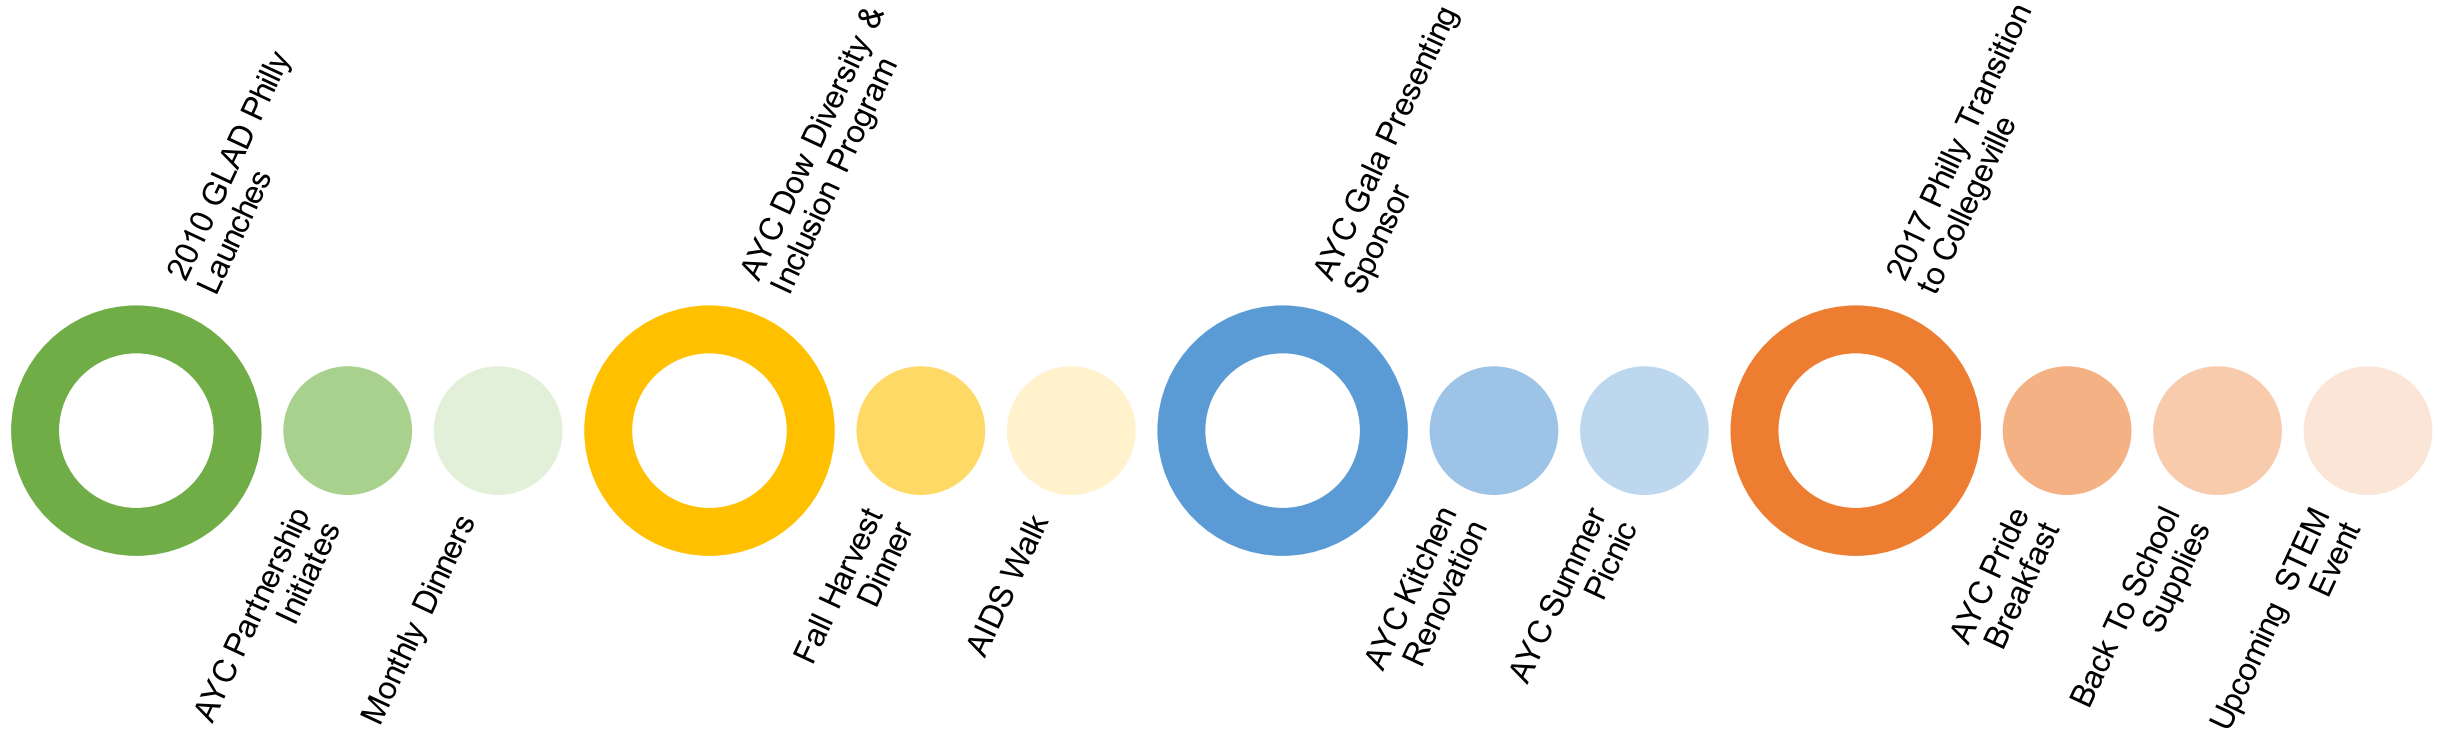 2010 GLAD Philly
Launches
AYC Partnership
Initiates
Monthly Dinners
AYC Dow Diversity &
Inclusion Program
Fall Harvest
Dinner
AIDS Walk
AYC Gala Presenting
Sponsor
AYC Kitchen
Renovation
AYC Summer
Picnic
2017 Philly Transition
to Collegeville
AYC Pride
Breakfast
Back To School
Supplies
Upcoming STEM
Event